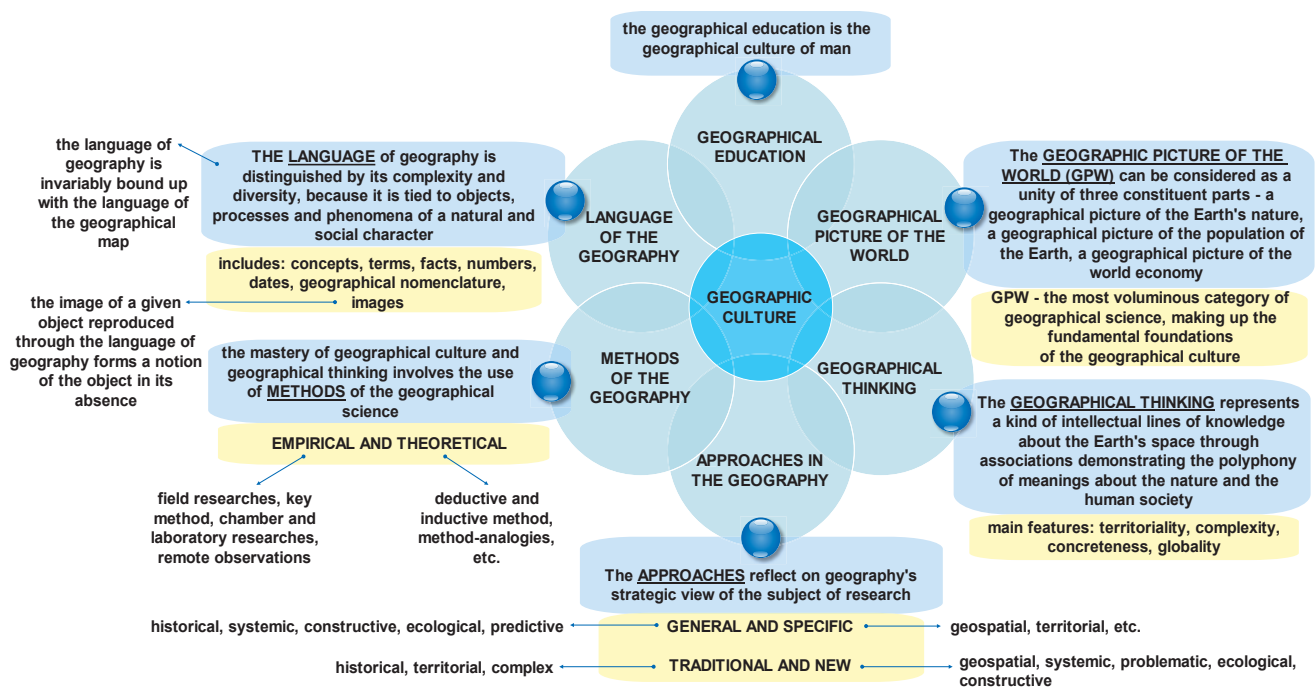 the geographical education is the
geographical culture of man
GEOGRAPHICAL
EDUCATION
the language of
geography is
invariably bound up
with the language of
the geographical
map
THE LANGUAGE of geography is
distinguished by its complexity and
diversity, because it is tied to objects,
processes and phenomena of a natural and
social character
includes: concepts, terms, facts, numbers,
dates, geographical nomenclature,
images
the image of a given
object reproduced
through the language of
geography forms a notion
of the object in its
absence
LANGUAGE
OF THE
GEOGRAPHY
GEOGRAPHICAL
PICTURE OF THE
WORLD
The GEOGRAPHIC PICTURE OF THE
WORLD (GPW) can be considered as a
unity of three constituent parts - a
geographical picture of the Earth's nature,
a geographical picture of the population of
the Earth, a geographical picture of the
world economy
GPW - the most voluminous category of
geographical science, making up the
fundamental foundations
of the geographical culture
GEOGRAPHIC
CULTURE
the mastery of geographical culture and
geographical thinking involves the use
of METHODS of the geographical
science
EMPIRICAL AND THEORETICAL
field researches, key
method, chamber and
laboratory researches,
remote observations
deductive and
inductive method,
method-analogies,
etc.
METHODS
OF THE
GEOGRAPHY
GEOGRAPHICAL
THINKING
The GEOGRAPHICAL THINKING represents
a kind of intellectual lines of knowledge
about the Earth's space through
associations demonstrating the polyphony
of meanings about the nature and the
human society
main features: territoriality, complexity,
concreteness, globality
APPROACHES IN
THE GEOGRAPHY
The APPROACHES reflect on geography's
strategic view of the subject of research
historical, systemic, constructive, ecological, predictive
GENERAL AND SPECIFIC
geospatial, territorial, etc.
historical, territorial, complex
TRADITIONAL AND NEW
geospatial, systemic, problematic, ecological,
constructive